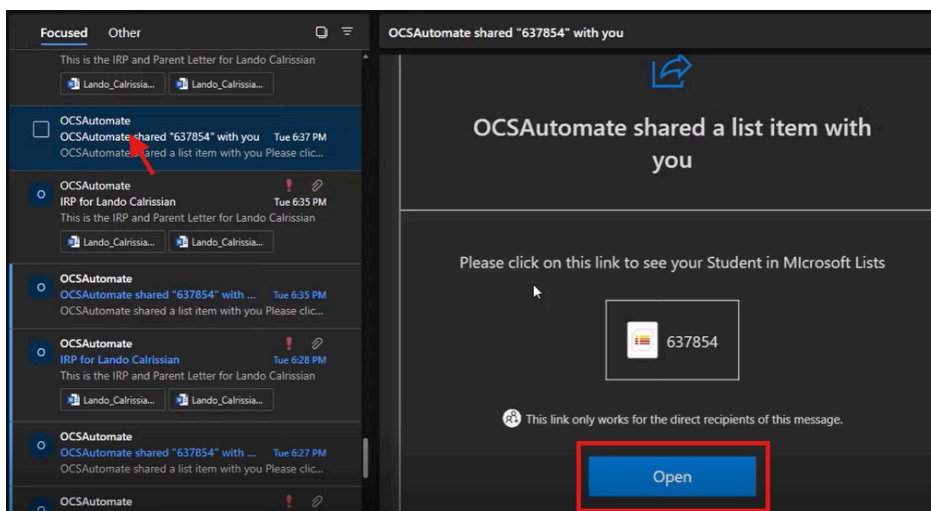 Focused Other
This is the IRP and Parent Letter for Lando Calrissian
Lando_Calrissia... Lando_Calrissia...
OCSAutomate
OCSAutomate shared "637854" with you Tue 6:37 PM
OCSAutomate shared a list item with you Please clic...
O
OCSAutomate
IRP for Lando Calrissian Tue 6:35 PM
This is the IRP and Parent Letter for Lando Calrissian
Lando_Calrissia... Lando_Calrissia...
O
OCSAutomate
OCSAutomate shared "637854" with ... Tue 6:35 PM
OCSAutomate shared a list item with you Please clic...
O
OCSAutomate
IRP for Lando Calrissian Tue 6:28 PM
This is the IRP and Parent Letter for Lando Calrissian
Lando_Calrissia... Lando_Calrissia...
O
OCSAutomate
OCSAutomate shared "637854" with ... Tue 6:27 PM
OCSAutomate shared a list item with you Please clic...
O
OCSAutomate
OCSAutomate shared "637854" with you
OCSAutomate shared a list item with
you
Please click on this link to see your Student in MIcrosoft Lists
637854
This link only works for the direct recipients of this message.
Open